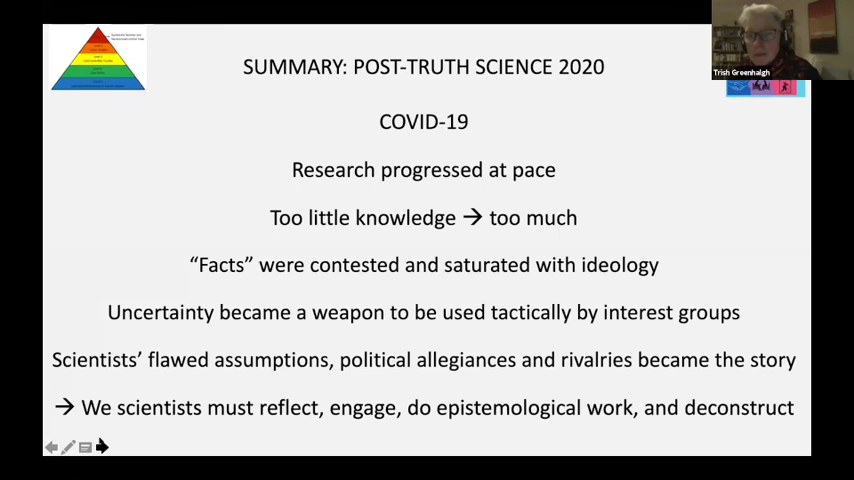 SUMMARY: POST-TRUTH SCIENCE 2020
Trish Greenhalgh
COVID-19
Research progressed at pace
Too little knowledge → too much
“Facts” were contested and saturated with ideology
Uncertainty became a weapon to be used tactically by interest groups
Scientists’ flawed assumptions, political allegiances and rivalries became the story
→ We scientists must reflect, engage, do epistemological work, and deconstruct